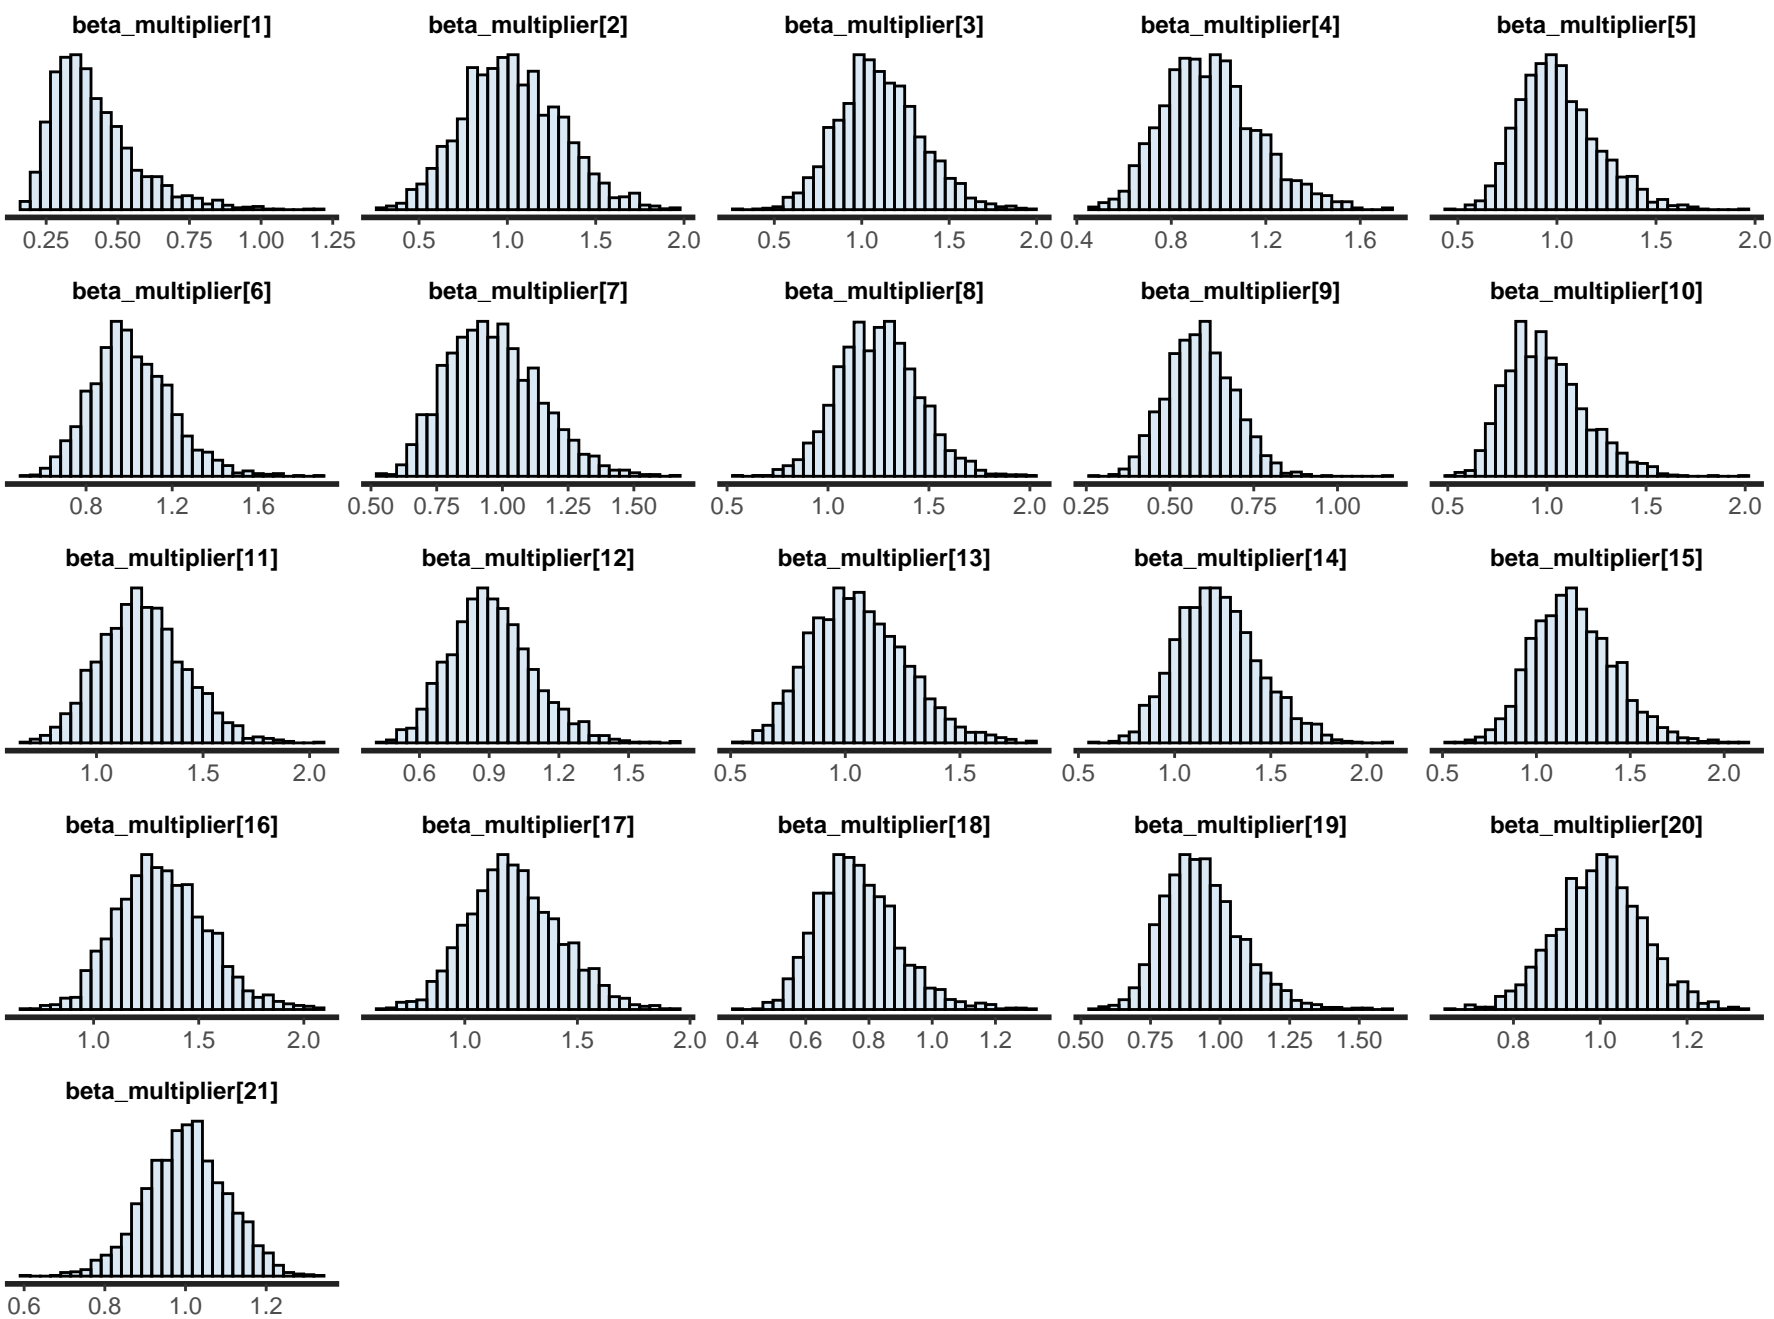 beta_multiplier[1] beta_multiplier[2] beta_multiplier[3] beta_multiplier[4] beta_multiplier[5]
0.25 0.50 0.75 1.00 1.25 0.5 1.0 1.5 2.0 0.5 1.0 1.5 2.0 0.4 0.8 1.2 1.6 0.5 1.0 1.5 2.0
beta_multiplier[6] beta_multiplier[7] beta_multiplier[8] beta_multiplier[9] beta_multiplier[10]
0.8 1.2 1.6 0.50 0.75 1.00 1.25 1.50 0.5 1.0 1.5 2.0 0.25 0.50 0.75 1.00 0.5 1.0 1.5 2.0
beta_multiplier[11] beta_multiplier[12] beta_multiplier[13] beta_multiplier[14] beta_multiplier[15]
1.0 1.5 2.0 0.6 0.9 1.2 1.5 0.5 1.0 1.5 0.5 1.0 1.5 2.0 0.5 1.0 1.5 2.0
beta_multiplier[16] beta_multiplier[17] beta_multiplier[18] beta_multiplier[19] beta_multiplier[20]
1.0 1.5 2.0 1.0 1.5 2.0 0.4 0.6 0.8 1.0 1.2 0.50 0.75 1.00 1.25 1.50 0.8 1.0 1.2
beta_multiplier[21]
0.6 0.8 1.0 1.2